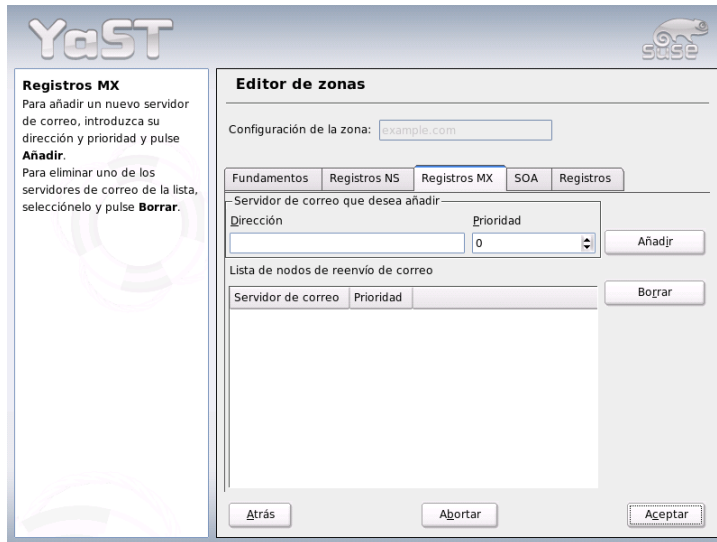 YaST
suse
Registros MX
Para añadir un nuevo servidor
de correo, introduzca su
dirección y prioridad y pulse
Añadir.
Para eliminar uno de los
servidores de correo de la lista,
selecciónelo y pulse Borrar.
Editor de zonas
Configuración de la zona: example.com
Fundamentos Registros NS Registros MX SOA Registros
Servidor de correo que desea añadir
Dirección Prioridad
0 Añadir
Lista de nodos de reenvío de correo
Servidor de correo Prioridad
Borrar
Atrás Abortar Aceptar